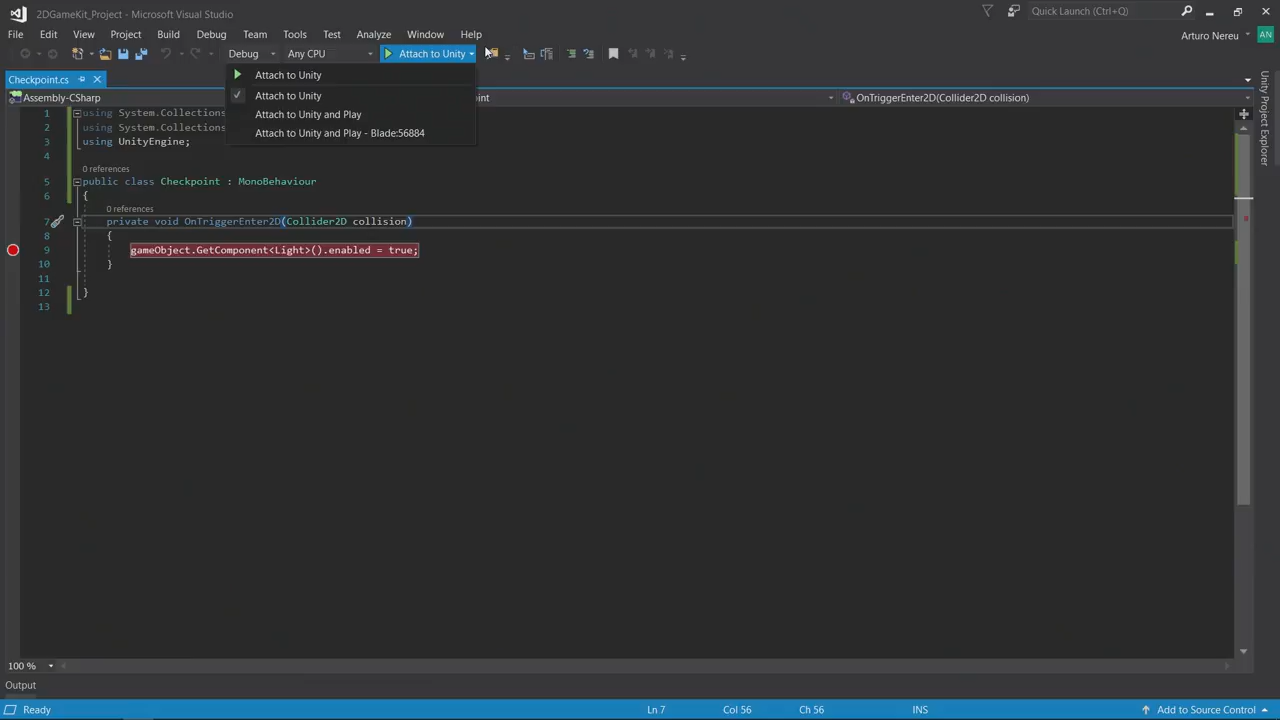 2DGameKit_Project - Microsoft Visual Studio
Quick Launch (Ctrl+Q)
File Edit View Project Build Debug Team Tools Test Analyze Window Help
Arturo Nereu AN
Debug Any CPU Attach to Unity
Checkpoint.cs
Attach to Unity
Attach to Unity
Attach to Unity and Play
Attach to Unity and Play - Blade:56884
Assembly-CSharp
point
OnTriggerEnter2D(Collider2D collision)
1 using System.Collections
2 using System.Collections
3 using UnityEngine;
4
0 references
5 public class Checkpoint : MonoBehaviour
6 {
0 references
7 private void OnTriggerEnter2D(Collider2D collision)
8 {
9 gameObject.GetComponent<Light>().enabled = true;
10 }
11
12 }
13
Unity Project Explorer
100 %
Output
Ready Ln 7 Col 56 Ch 56 INS Add to Source Control